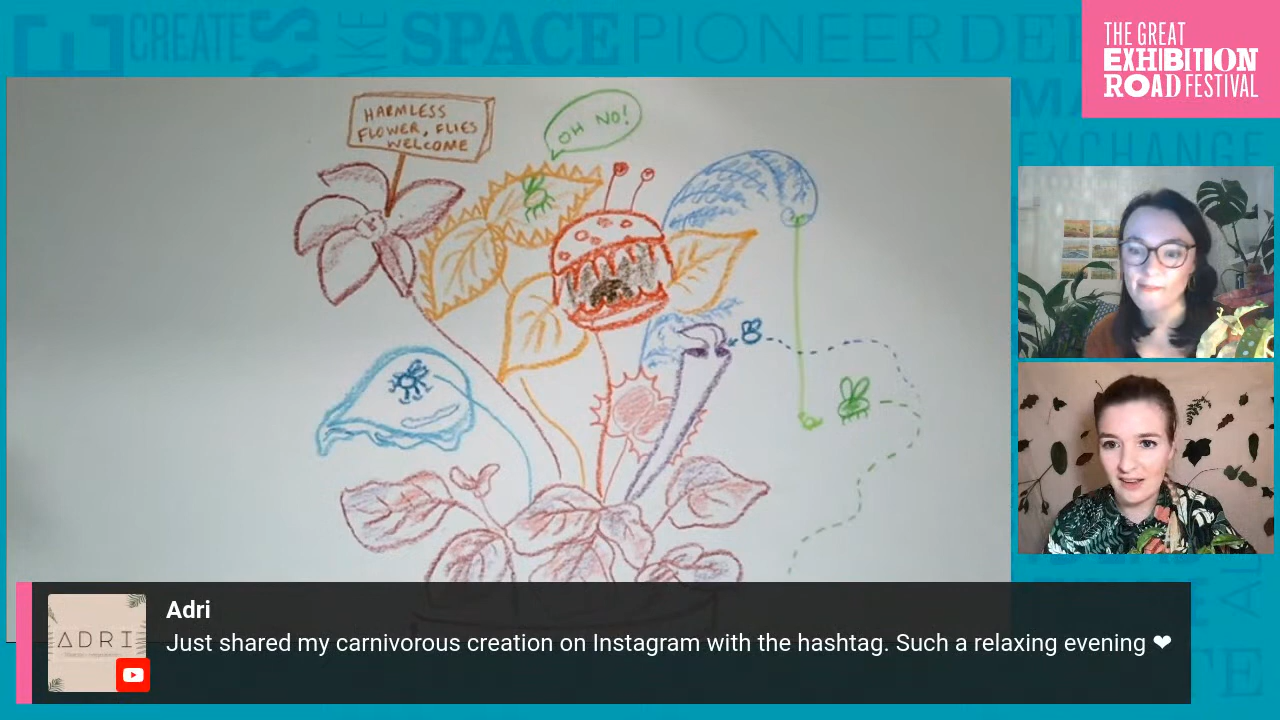 CREATE
SPACE PIONEER
THE GREAT
EXHIBITION
ROAD FESTIVAL
EXCHANGE
HARMLESS
FLOWER, FLIES
WELCOME
OH NO!
Adri
ADRI
Just shared my carnivorous creation on Instagram with the hashtag. Such a relaxing evening ❤